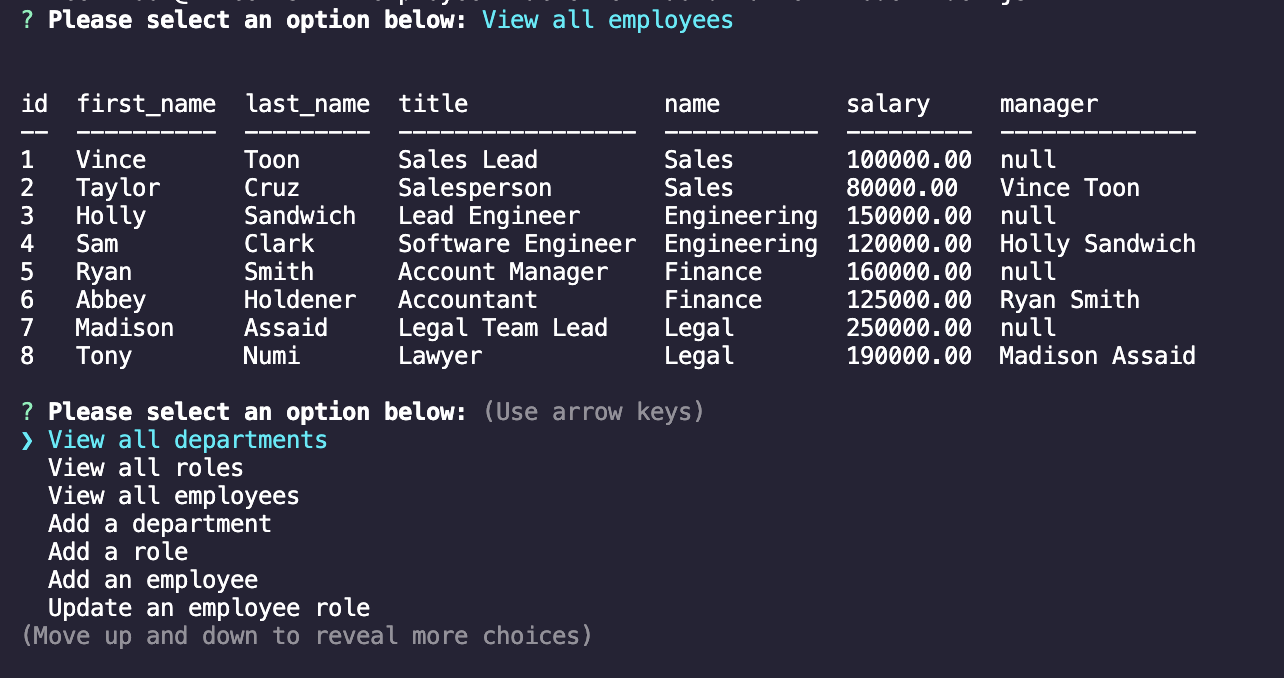 ? Please select an option below: View all employees
id first_name last_name title name salary manager
-- ---------- --------- ----------------- ----------- --------- --------------
1 Vince Toon Sales Lead Sales 100000.00 null
2 Taylor Cruz Salesperson Sales 80000.00 Vince Toon
3 Holly Sandwich Lead Engineer Engineering 150000.00 null
4 Sam Clark Software Engineer Engineering 120000.00 Holly Sandwich
5 Ryan Smith Account Manager Finance 160000.00 null
6 Abbey Holdener Accountant Finance 125000.00 Ryan Smith
7 Madison Assaid Legal Team Lead Legal 250000.00 null
8 Tony Numi Lawyer Legal 190000.00 Madison Assaid
? Please select an option below: (Use arrow keys)
❯ View all departments
View all roles
View all employees
Add a department
Add a role
Add an employee
Update an employee role
(Move up and down to reveal more choices)